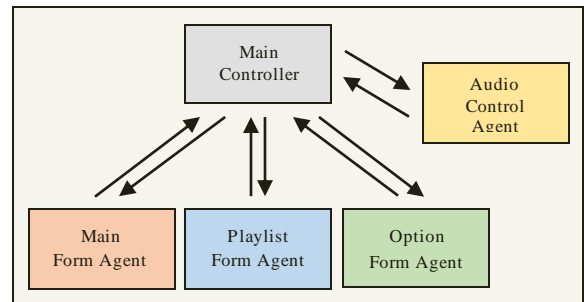 Main
Controller
Audio
Control
Agent
Main
Form Agent
Playlist
Form Agent
Option
Form Agent